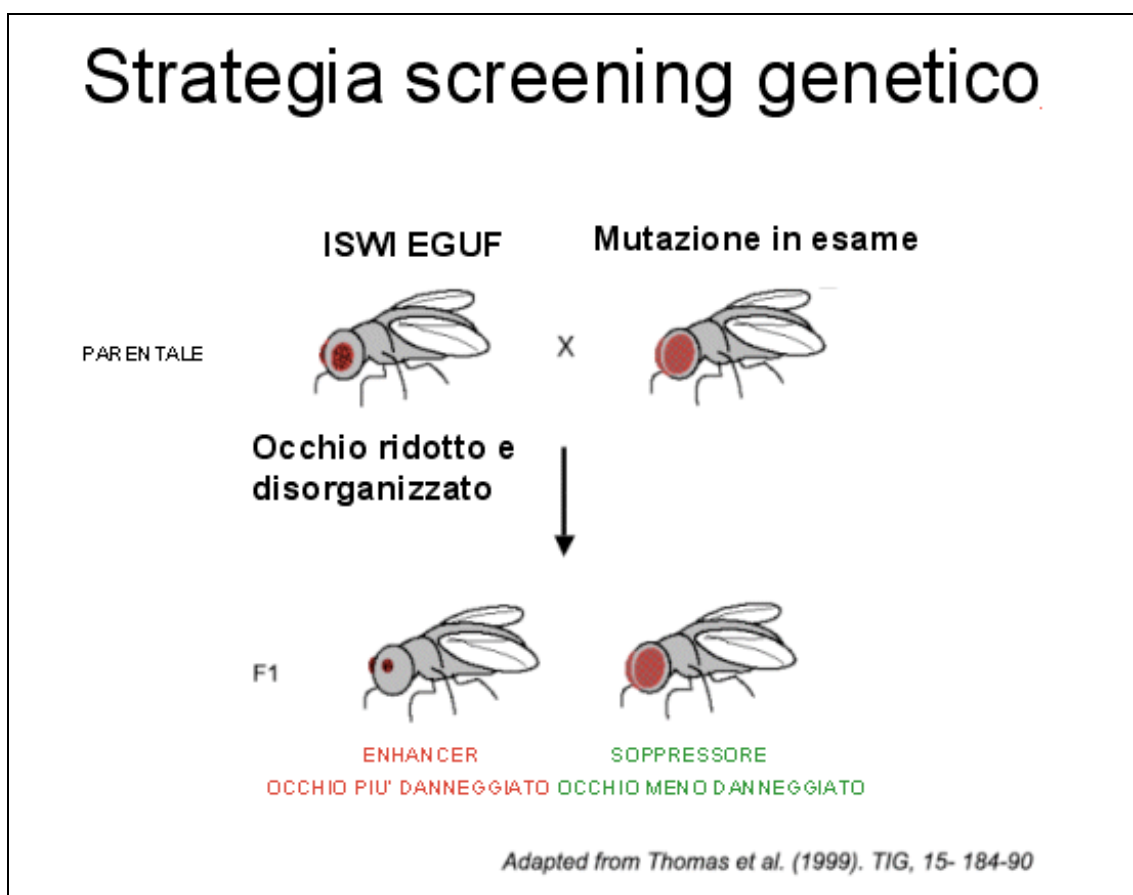 Strategia screening genetico
ISWI EGUF
Mutazione in esame
PARENTALE
X
Occhio ridotto e
disorganizzato
F1
ENHANCER
SOPPRESSORE
OCCHIO PIU' DANNEGGIATO
OCCHIO MENO DANNEGGIATO
Adapted from Thomas et al. (1999). TIG, 15- 184-90